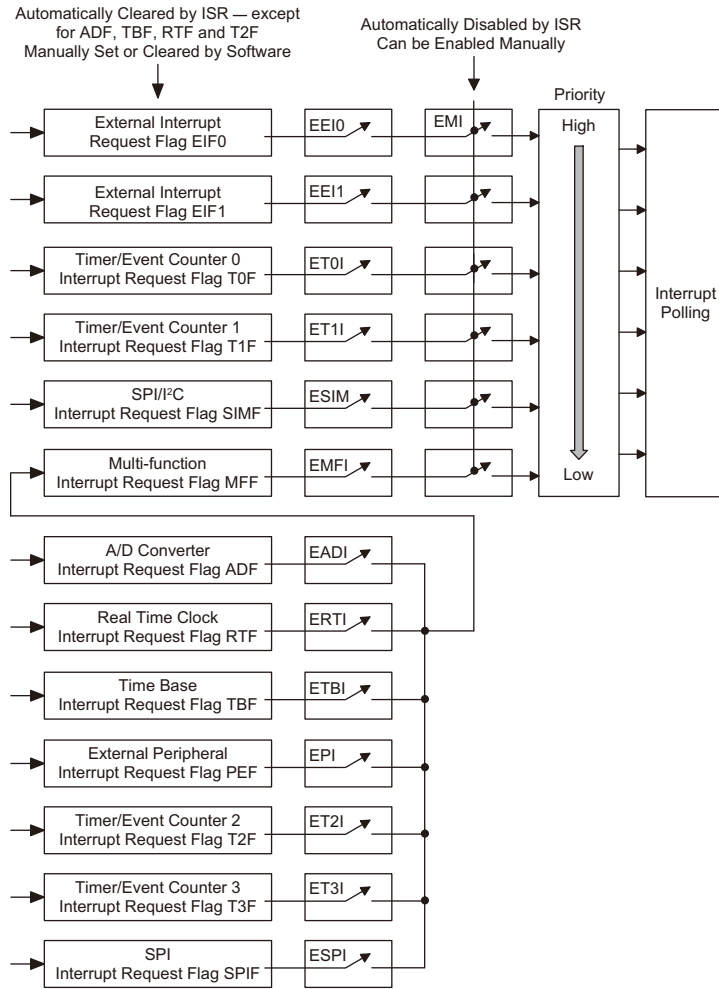 Automatically Cleared by ISR — except
for ADF, TBF, RTF and T2F
Manually Set or Cleared by Software
Automatically Disabled by ISR
Can be Enabled Manually
Priority
External Interrupt
Request Flag EIF0
EEI0
EMI
High
External Interrupt
Request Flag EIF1
EEI1
Timer/Event Counter 0
Interrupt Request Flag T0F
ET0I
Interrupt
Polling
Timer/Event Counter 1
Interrupt Request Flag T1F
ET1I
SPI/I²C
Interrupt Request Flag SIMF
ESIM
Multi-function
Interrupt Request Flag MFF
EMFI
Low
A/D Converter
Interrupt Request Flag ADF
EADI
Real Time Clock
Interrupt Request Flag RTF
ERTI
Time Base
Interrupt Request Flag TBF
ETBI
External Peripheral
Interrupt Request Flag PEF
EPI
Timer/Event Counter 2
Interrupt Request Flag T2F
ET2I
Timer/Event Counter 3
Interrupt Request Flag T3F
ET3I
SPI
Interrupt Request Flag SPIF
ESPI